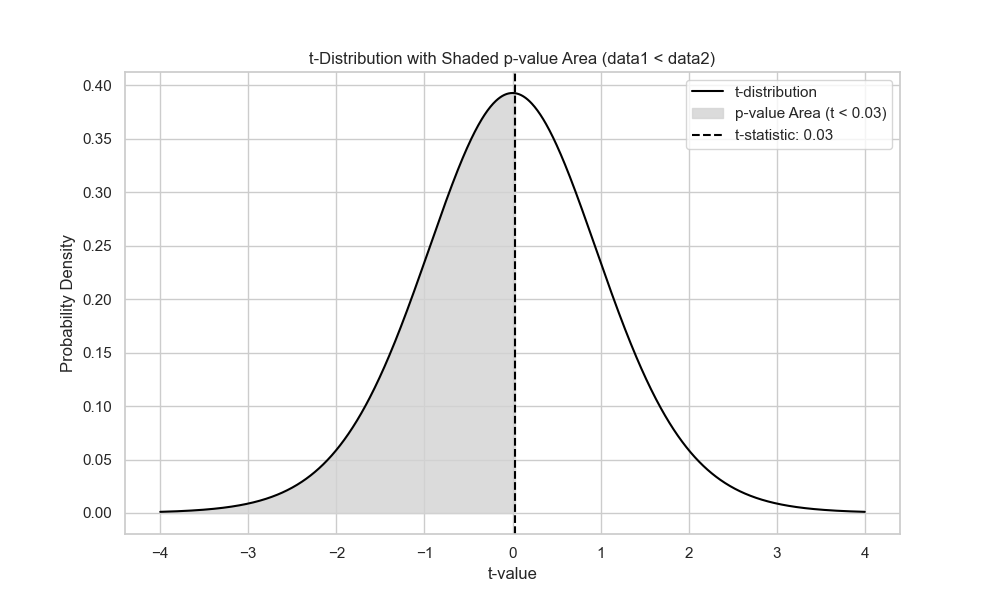 t-Distribution with Shaded p-value Area (data1 < data2)
t-distribution
p-value Area (t < 0.03)
t-statistic: 0.03
Probability Density
0.40
0.35
0.30
0.25
0.20
0.15
0.10
0.05
0.00
−4 −3 −2 −1 0 1 2 3 4
t-value